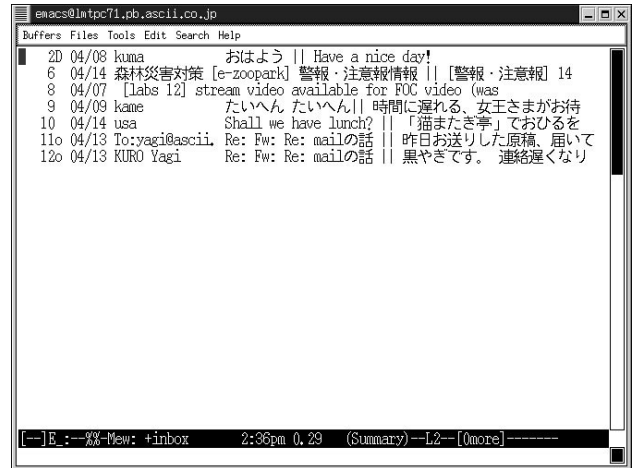 emacs@lmtpc71.pb.ascii.co.jp
Buffers Files Tools Edit Search Help
2D 04/08 kuma おはよう || Have a nice day!
6 04/14 森林災害対策 [e-zoopark] 警報・注意報情報 || [警報・注意報] 14
8 04/07 [labs 12] stream video available for FOC video (was
9 04/09 kame たいへん たいへん|| 時間に遅れる、女王さまがお待
10 04/14 usa Shall we have lunch? || 「猫またぎ亭」でおひるを
11o 04/13 To:yagi@ascii. Re: Fw: Re: mailの話 || 昨日お送りした原稿、届いて
12o 04/13 KURO Yagi Re: Fw: Re: mailの話 || 黒やぎです。 連絡遅くなり
[--]E_:--%%-Mew: +inbox 2:36pm 0.29 (Summary)--L2--[0more]-------